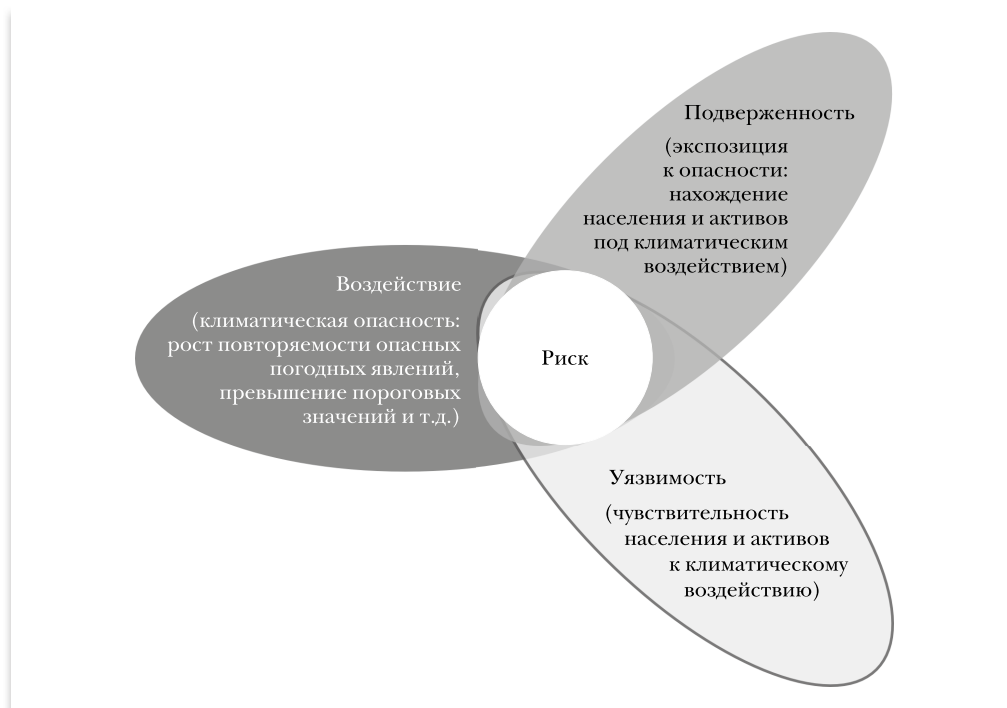 Подверженность
(экспозиция
к опасности:
нахождение
населения и активов
под климатическим
воздействием)
Воздействие
(климатическая опасность:
рост повторяемости опасных
погодных явлений,
превышение пороговых
значений и т.д.)
Риск
Уязвимость
(чувствительность
населения и активов
к климатическому
воздействию)